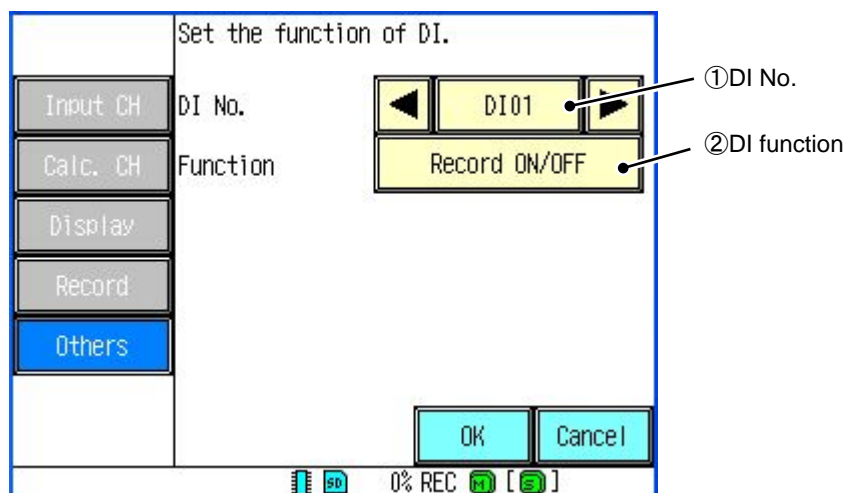 Set the function of DI.
①DI No.
Input CH
DI No.
DI01
②DI function
Calc. CH
Function
Record ON/OFF
Display
Record
Others
OK
Cancel
SD 0% REC M [S]